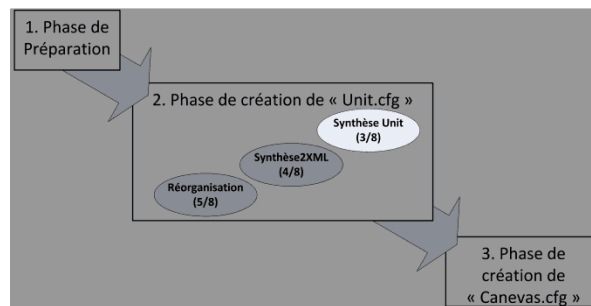 1. Phase de
Préparation
2. Phase de création de « Unit.cfg »
Synthèse Unit
(3/8)
Synthèse2XML
(4/8)
Réorganisation
(5/8)
3. Phase de
création de
« Canevas.cfg »